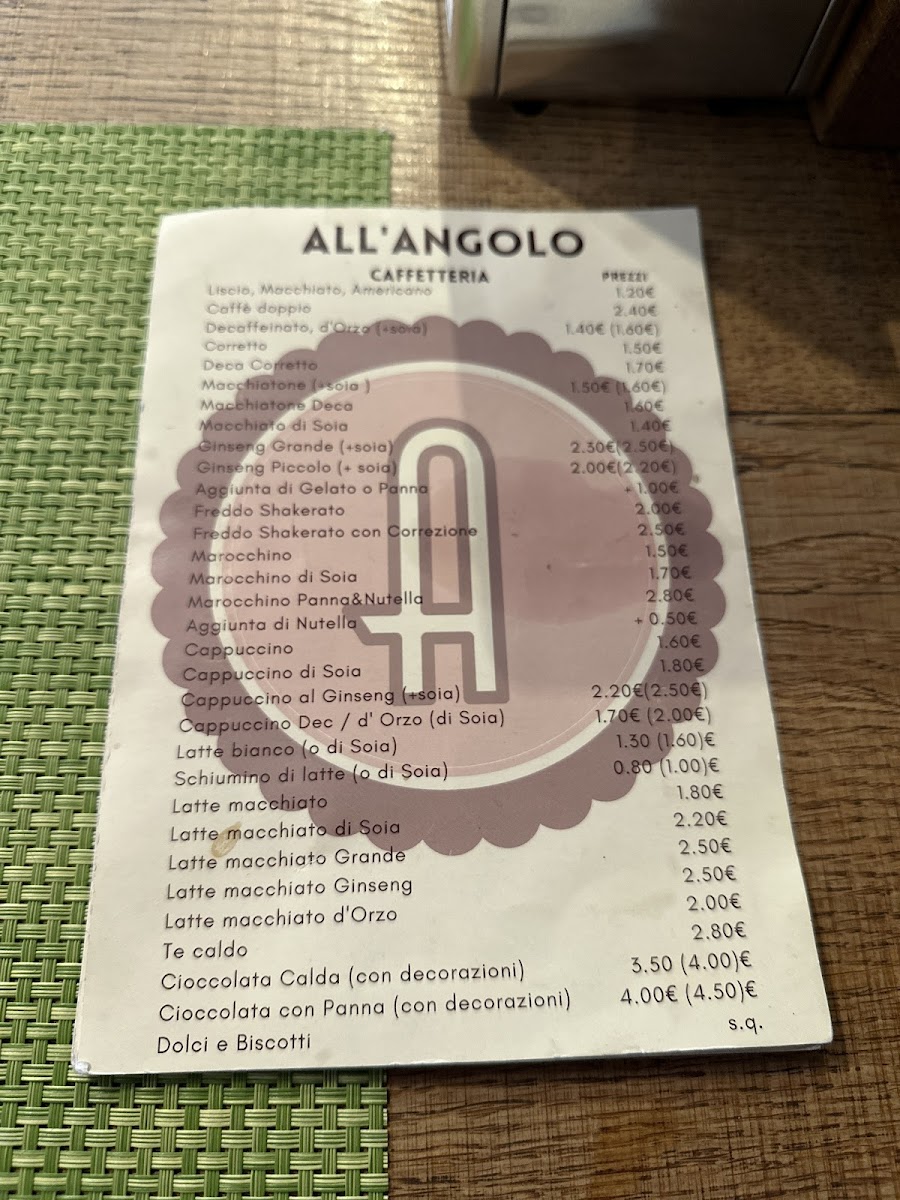 ALL'ANGOLO
CAFFETTERIA PREZZI
Liscio, Macchiato, Americano 1.20€
Caffè doppio 2.40€
Decaffeinato, d'Orzo (+soia) 1.40€ (1.60€)
Corretto 1.50€
Deca Corretto 1.70€
Macchiatone (+soia ) 1.50€ (1.60€)
Macchiatone Deca 1.60€
Macchiato di Soia 1.40€
Ginseng Grande (+soia) 2.30€(2.50€)
Ginseng Piccolo (+ soia) 2.00€(2.20€)
Aggiunta di Gelato o Panna + 1.00€
Freddo Shakerato 2.00€
Freddo Shakerato con Correzione 2.50€
Marocchino 1.50€
Marocchino di Soia 1.70€
Marocchino Panna&Nutella 2.80€
Aggiunta di Nutella + 0.50€
Cappuccino 1.60€
Cappuccino di Soia 1.80€
Cappuccino al Ginseng (+soia) 2.20€(2.50€)
Cappuccino Dec / d' Orzo (di Soia) 1.70€ (2.00€)
Latte bianco (o di Soia) 1.30 (1.60)€
Schiumino di latte (o di Soia) 0.80 (1.00)€
Latte macchiato 1.80€
Latte macchiato di Soia 2.20€
Latte macchiato Grande 2.50€
Latte macchiato Ginseng 2.50€
Latte macchiato d'Orzo 2.00€
Te caldo 2.80€
Cioccolata Calda (con decorazioni) 3.50 (4.00)€
Cioccolata con Panna (con decorazioni) 4.00€ (4.50)€
Dolci e Biscotti s.q.
A